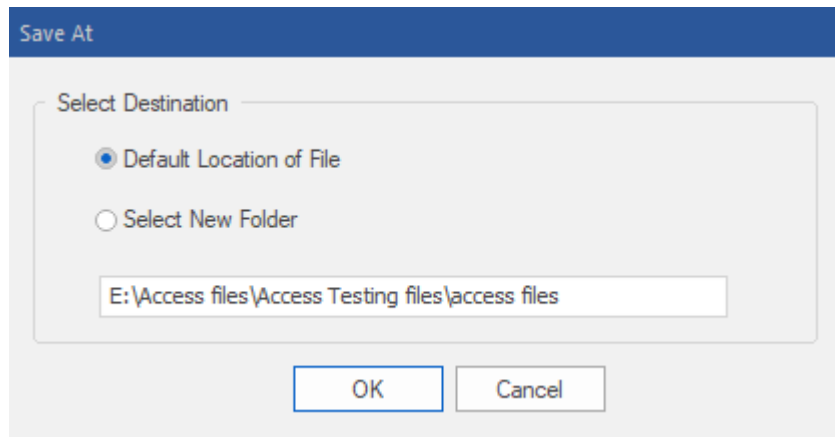 Save At
Select Destination
Default Location of File
Select New Folder
E:\Access files\Access Testing files\access files
OK Cancel